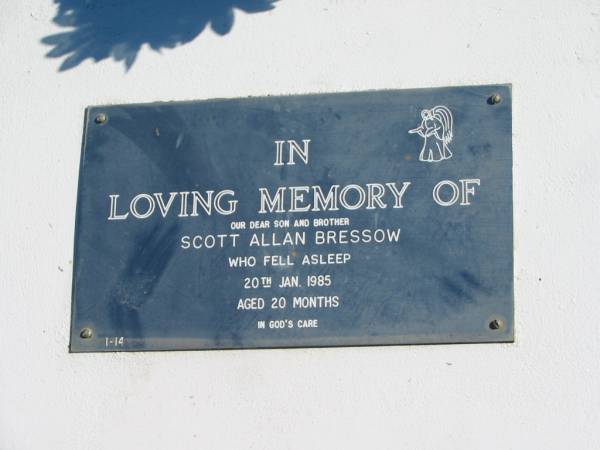 IN
LOVING MEMORY OF
OUR DEAR SON AND BROTHER
SCOTT ALLAN BRESSOW
WHO FELL ASLEEP
20TH JAN. 1985
AGED 20 MONTHS
IN GOD'S CARE
1-14